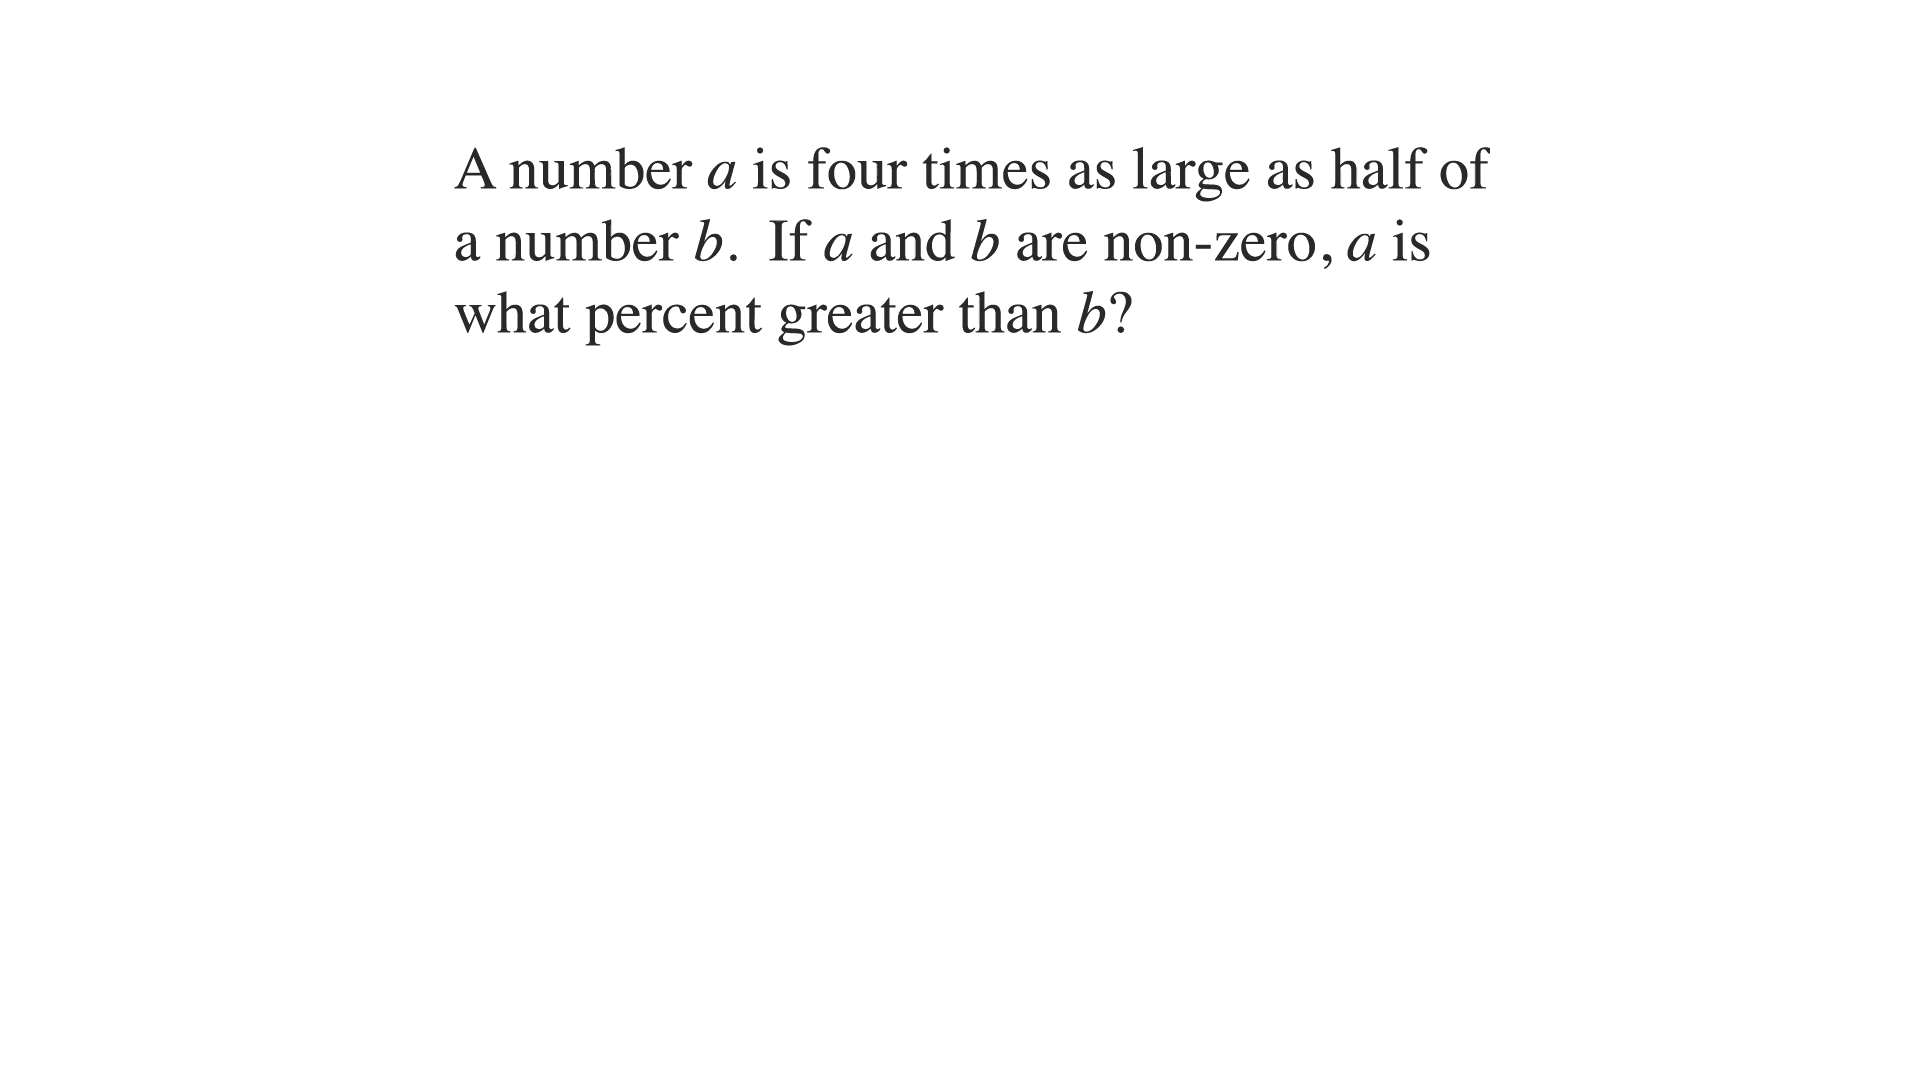 A number a is four times as large as half of
a number b.  If a and b are non-zero, a is
what percent greater than b?